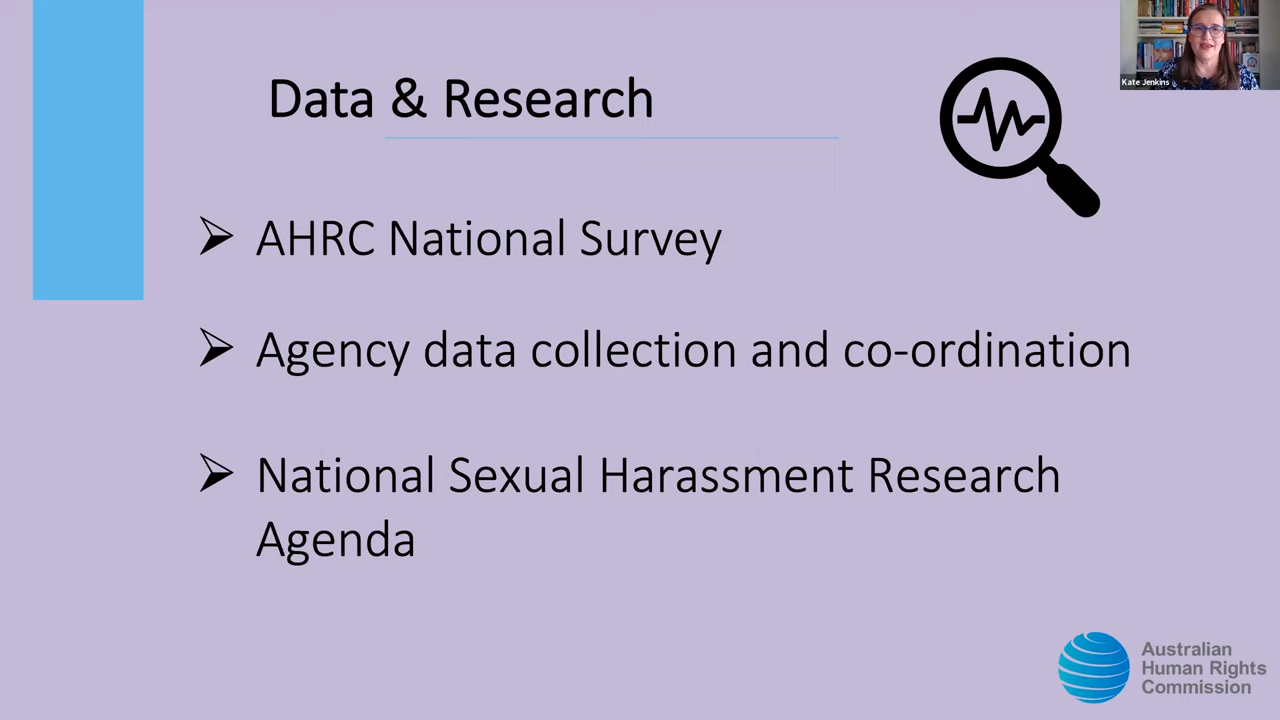 Data & Research
Kate Jenkins
➢ AHRC National Survey
➢ Agency data collection and co-ordination
➢ National Sexual Harassment Research
Agenda
Australian
Human Rights
Commission